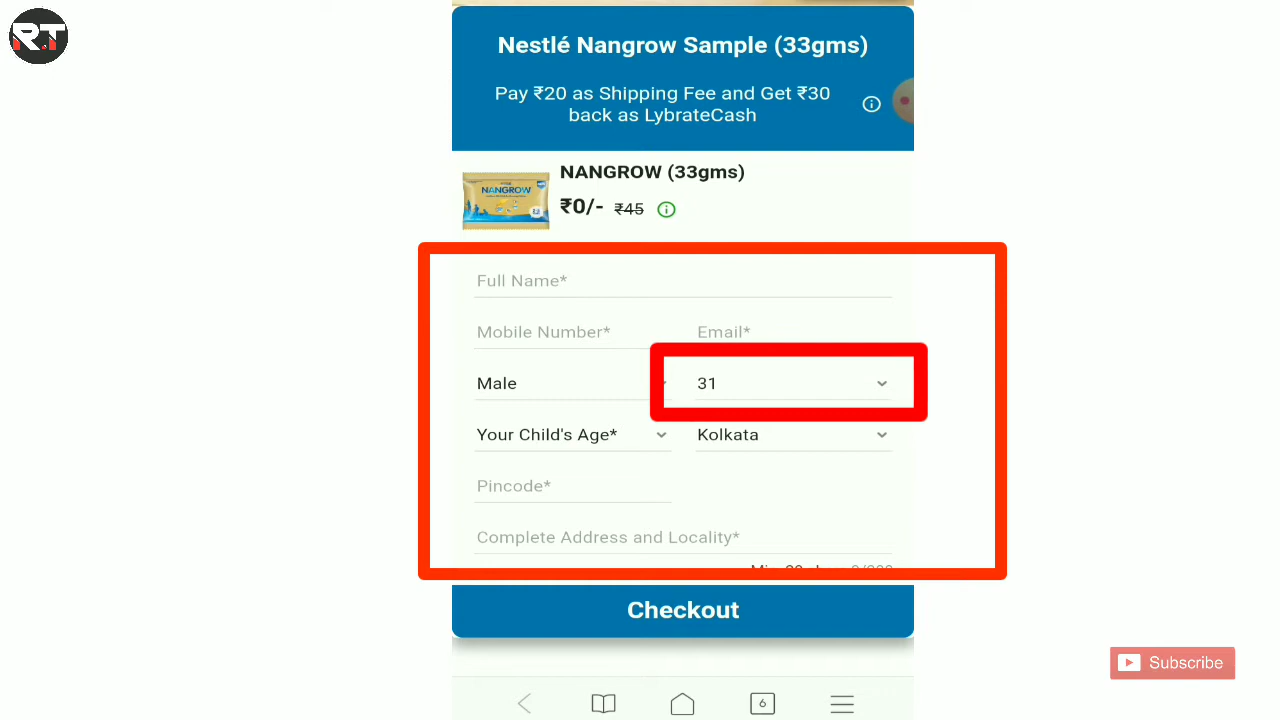 R.T
Nestlé Nangrow Sample (33gms)
Pay ₹20 as Shipping Fee and Get ₹30
back as LybrateCash
NANGROW (33gms)
NANGROW
₹0/- ₹45
Full Name*
Mobile Number* Email*
Male 31
Your Child's Age* Kolkata
Pincode*
Complete Address and Locality*
Checkout
Subscribe
6